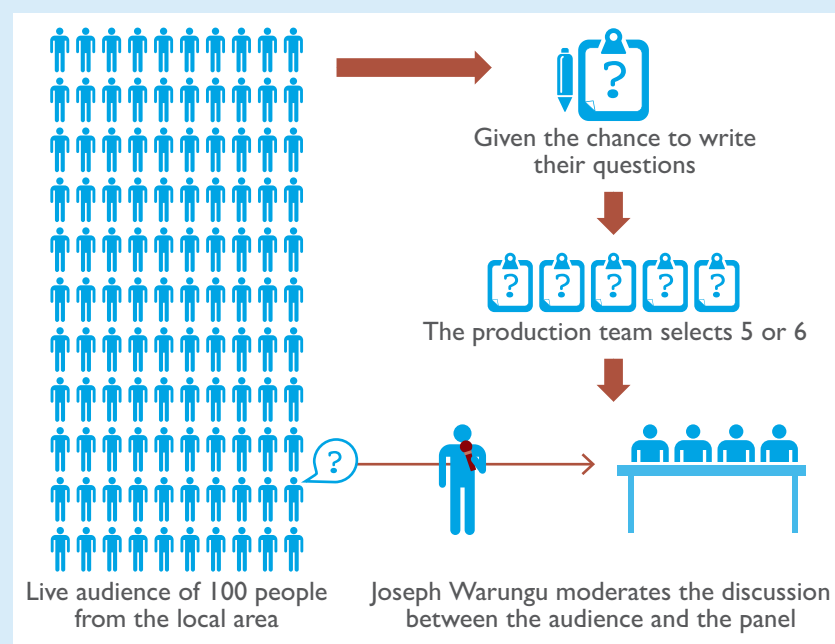 ?
Given the chance to write
their questions
? ? ? ? ?
The production team selects 5 or 6
?
Live audience of 100 people
from the local area
Joseph Warungu moderates the discussion
between the audience and the panel